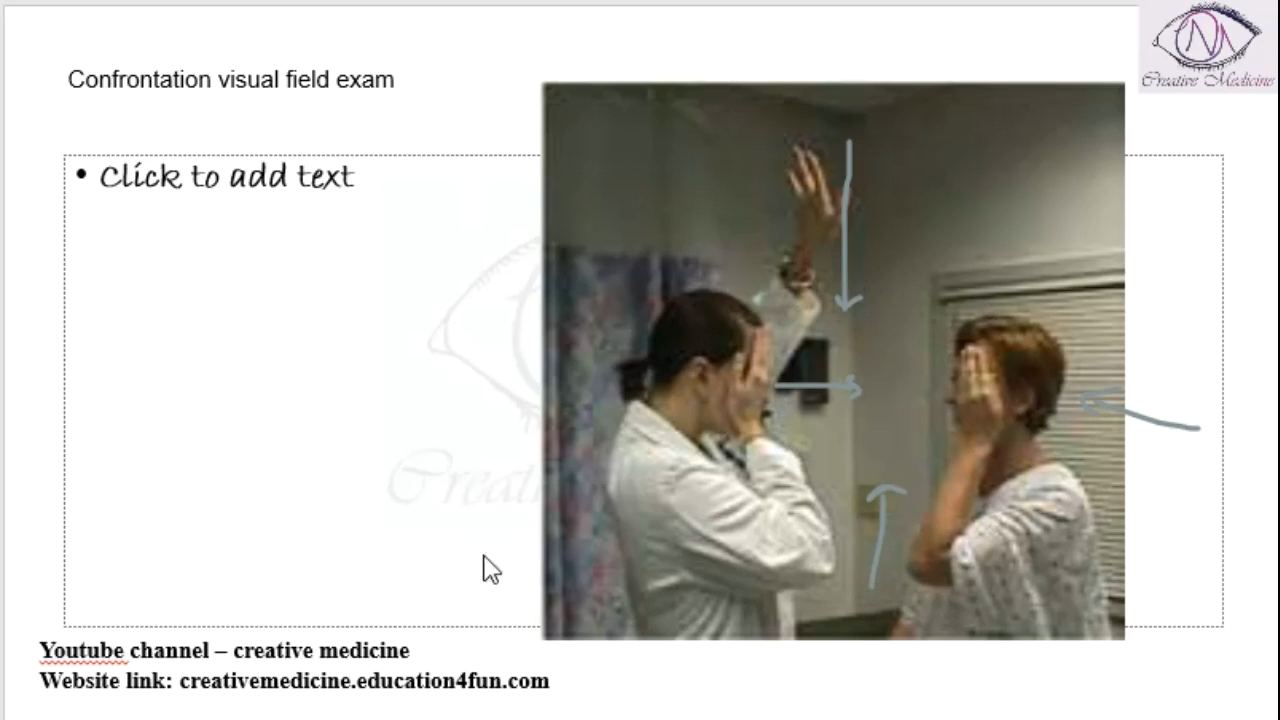 Creative Medicine
Confrontation visual field exam
• Click to add text
Youtube channel – creative medicine
Website link: creativemedicine.education4fun.com